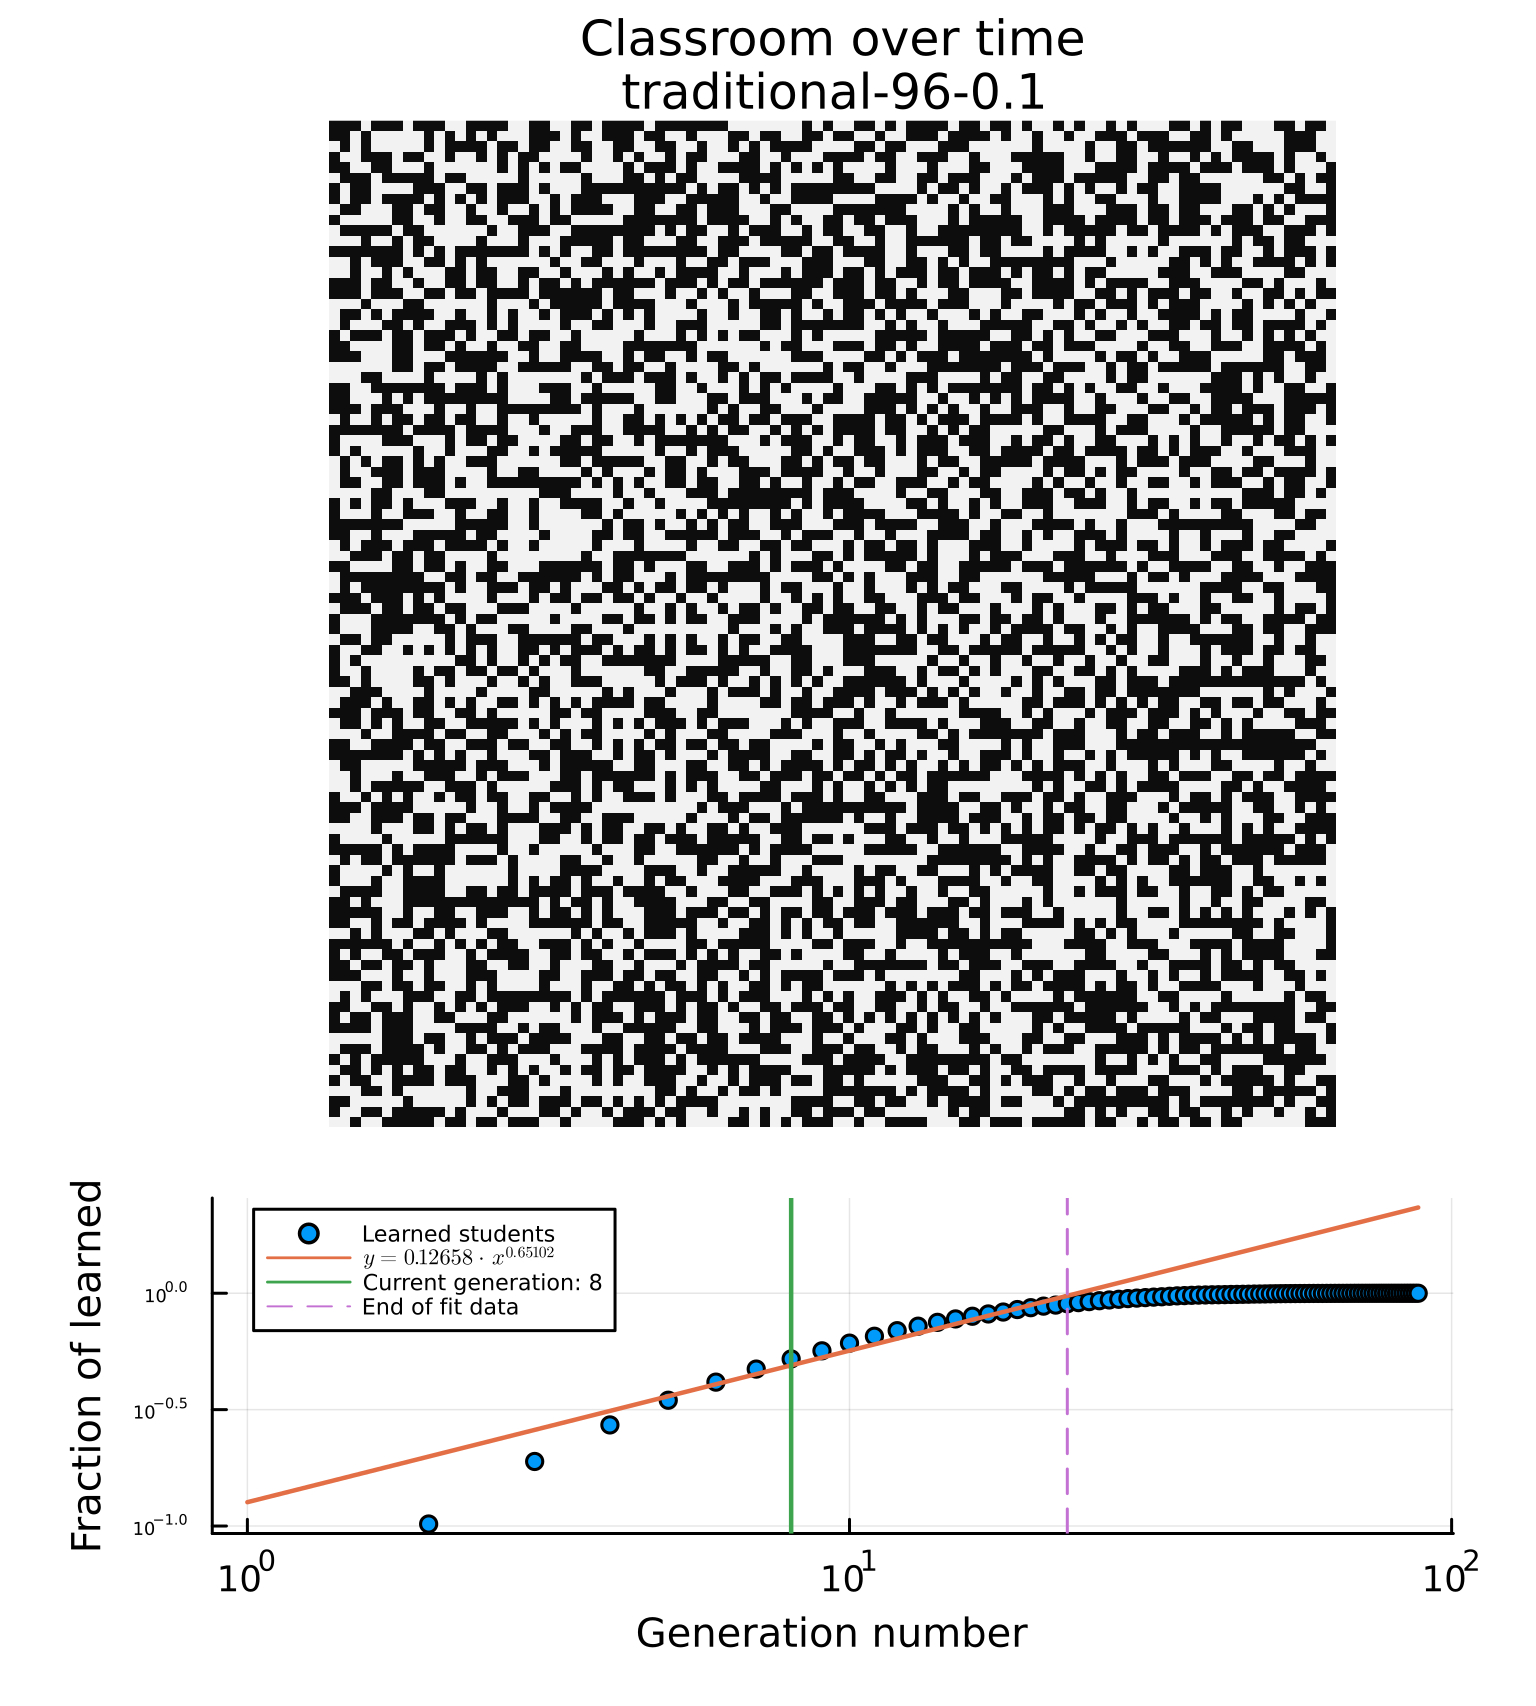 Classroom over time
traditional-96-0.1
Fraction of learned
Learned students
y = 0.12658 · x^0.65102
Current generation: 8
End of fit data
10^0.0
10^−0.5
10^−1.0
10^0 10^1 10^2
Generation number